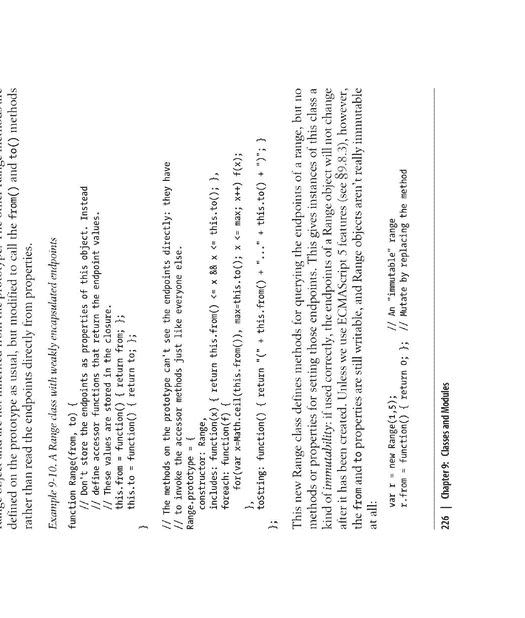 defined on the prototype as usual, but modified to call the from() and to() methods
rather than read the endpoints directly from properties.
Example 9-10. A Range class with weakly encapsulated endpoints
function Range(from, to) {
// Don't store the endpoints as properties of this object. Instead
// define accessor functions that return the endpoint values.
// These values are stored in the closure.
this.from = function() { return from; };
this.to = function() { return to; };
}
// The methods on the prototype can't see the endpoints directly: they have
// to invoke the accessor methods just like everyone else.
Range.prototype = {
constructor: Range,
includes: function(x) { return this.from() <= x && x <= this.to(); },
foreach: function(f) {
for(var x=Math.ceil(this.from()), max=this.to(); x <= max; x++) f(x);
},
toString: function() { return "(" + this.from() + "..." + this.to() + ")"; }
};
This new Range class defines methods for querying the endpoints of a range, but no
methods or properties for setting those endpoints. This gives instances of this class a
kind of immutability: if used correctly, the endpoints of a Range object will not change
after it has been created. Unless we use ECMAScript 5 features (see §9.8.3), however,
the from and to properties are still writable, and Range objects aren't really immutable
at all:
var r = new Range(1,5); // An "immutable" range
r.from = function() { return 0; }; // Mutate by replacing the method
226 | Chapter 9: Classes and Modules